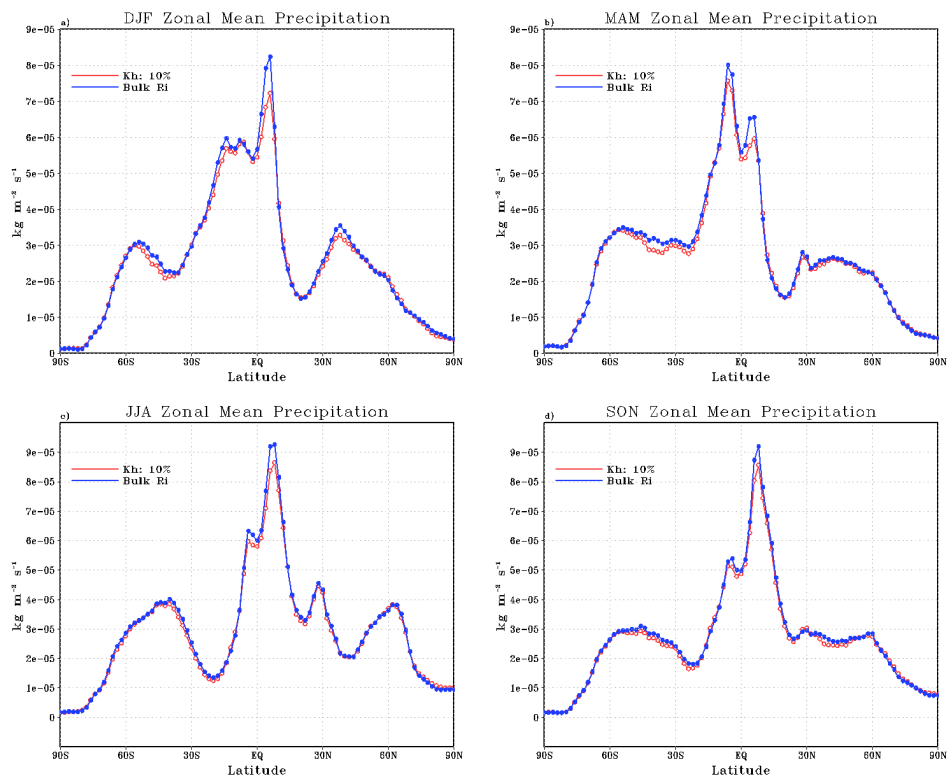 a) DJF Zonal Mean Precipitation
9e-05
8e-05
7e-05
6e-05
5e-05
4e-05
3e-05
2e-05
1e-05
0
kg m⁻² s⁻¹
Kh: 10%
Bulk Ri
90S 60S 30S EQ 30N 60N 90N
Latitude
b) MAM Zonal Mean Precipitation
9e-05
8e-05
7e-05
6e-05
5e-05
4e-05
3e-05
2e-05
1e-05
0
kg m⁻² s⁻¹
Kh: 10%
Bulk Ri
90S 60S 30S EQ 30N 60N 90N
Latitude
c) JJA Zonal Mean Precipitation
9e-05
8e-05
7e-05
6e-05
5e-05
4e-05
3e-05
2e-05
1e-05
0
kg m⁻² s⁻¹
Kh: 10%
Bulk Ri
90S 60S 30S EQ 30N 60N 90N
Latitude
d) SON Zonal Mean Precipitation
9e-05
8e-05
7e-05
6e-05
5e-05
4e-05
3e-05
2e-05
1e-05
0
kg m⁻² s⁻¹
Kh: 10%
Bulk Ri
90S 60S 30S EQ 30N 60N 90N
Latitude